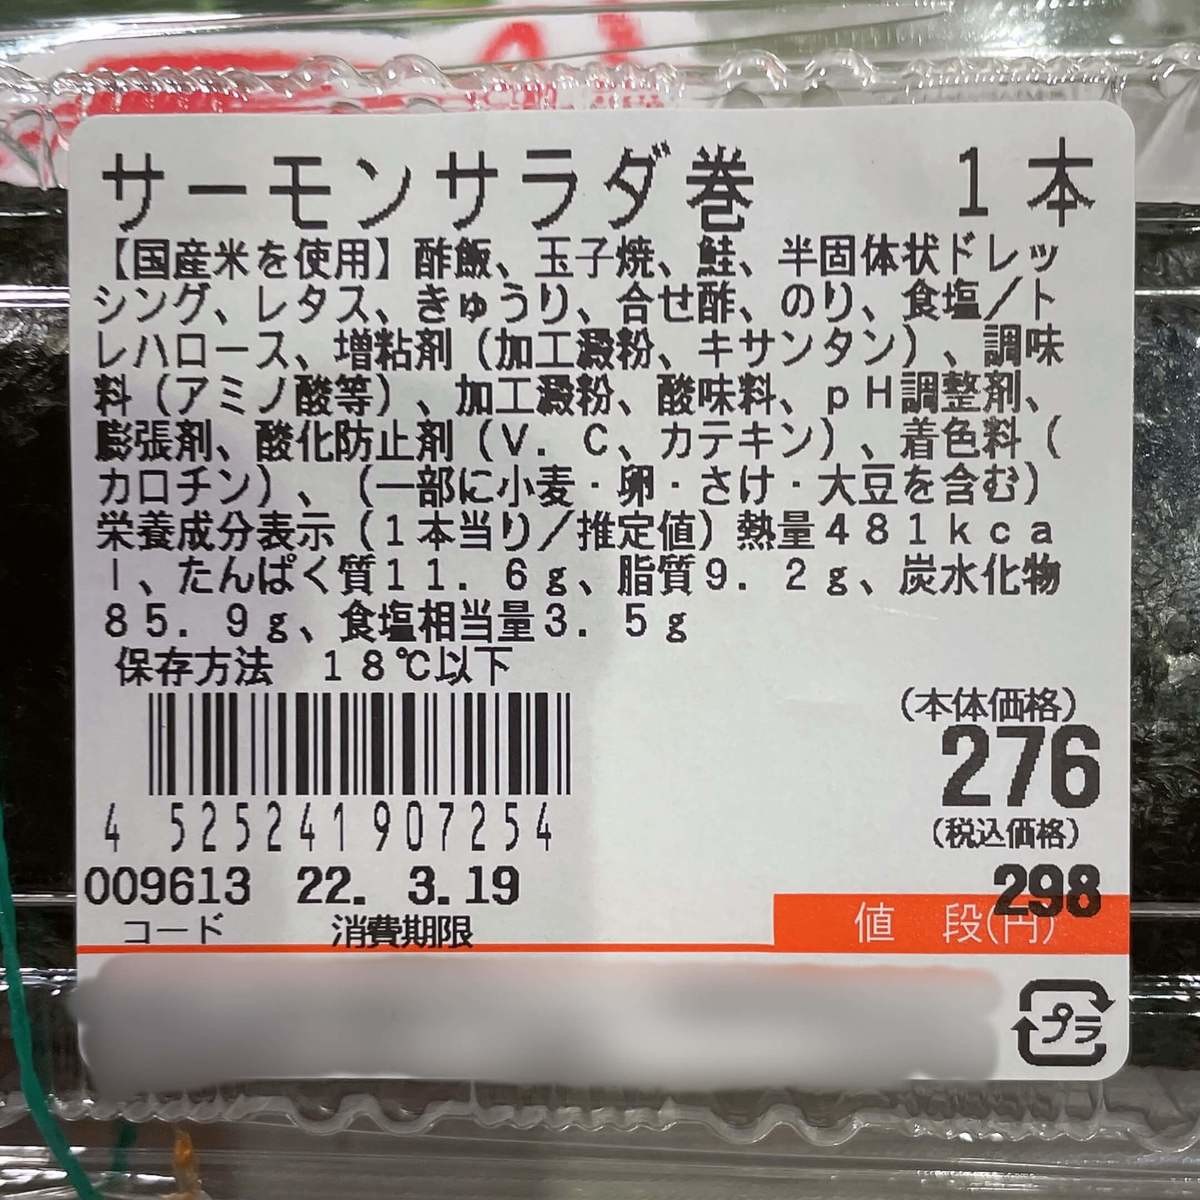 サーモンサラダ巻 1本
【国産米を使用】酢飯、玉子焼、鮭、半固体状ドレッ
シング、レタス、きゅうり、合せ酢、のり、食塩／ト
レハロース、増粘剤（加工澱粉、キサンタン）、調味
料（アミノ酸等）、加工澱粉、酸味料、ｐＨ調整剤、
膨張剤、酸化防止剤（Ｖ．Ｃ、カテキン）、着色料（
カロチン）、（一部に小麦・卵・さけ・大豆を含む）
栄養成分表示（１本当り／推定値）熱量４８１ｋｃａ
ｌ、たんぱく質１１．６ｇ、脂質９．２ｇ、炭水化物
８５．９ｇ、食塩相当量３．５ｇ
保存方法　１８℃以下
（本体価格）
276
4 525241 907254
（税込価格）
009613 22. 3.19 298
コード 消費期限 値段(円)
プラ